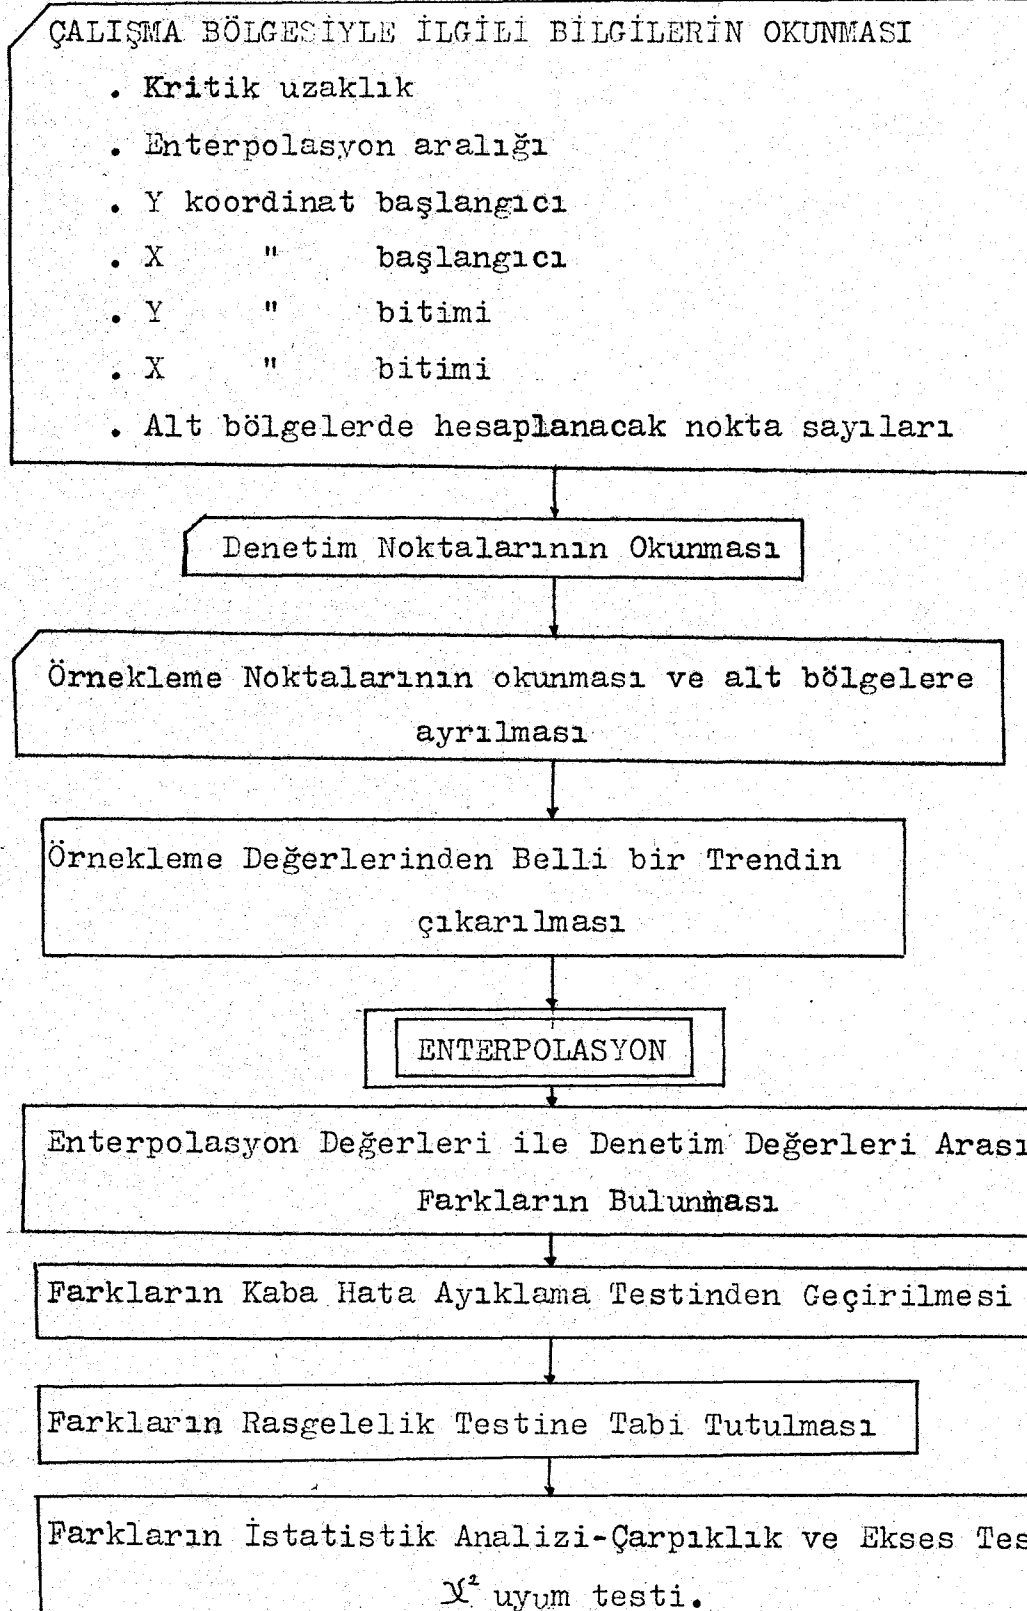 ÇALIŞMA BÖLGESİYLE İLGİLİ BİLGİLERİN OKUNMASI
. Kritik uzaklık
. Enterpolasyon aralığı
. Y koordinat başlangıcı
. X " başlangıcı
. Y " bitimi
. X " bitimi
. Alt bölgelerde hesaplanacak nokta sayıları
Denetim Noktalarının Okunması
Örnekleme Noktalarının okunması ve alt bölgelere
ayrılması
Örnekleme Değerlerinden Belli bir Trendin
çıkarılması
ENTERPOLASYON
Enterpolasyon Değerleri ile Denetim Değerleri Arası
Farkların Bulunması
Farkların Kaba Hata Ayıklama Testinden Geçirilmesi
Farkların Rasgelelik Testine Tabi Tutulması
Farkların İstatistik Analizi-Çarpıklık ve Ekses Tes
χ² uyum testi.